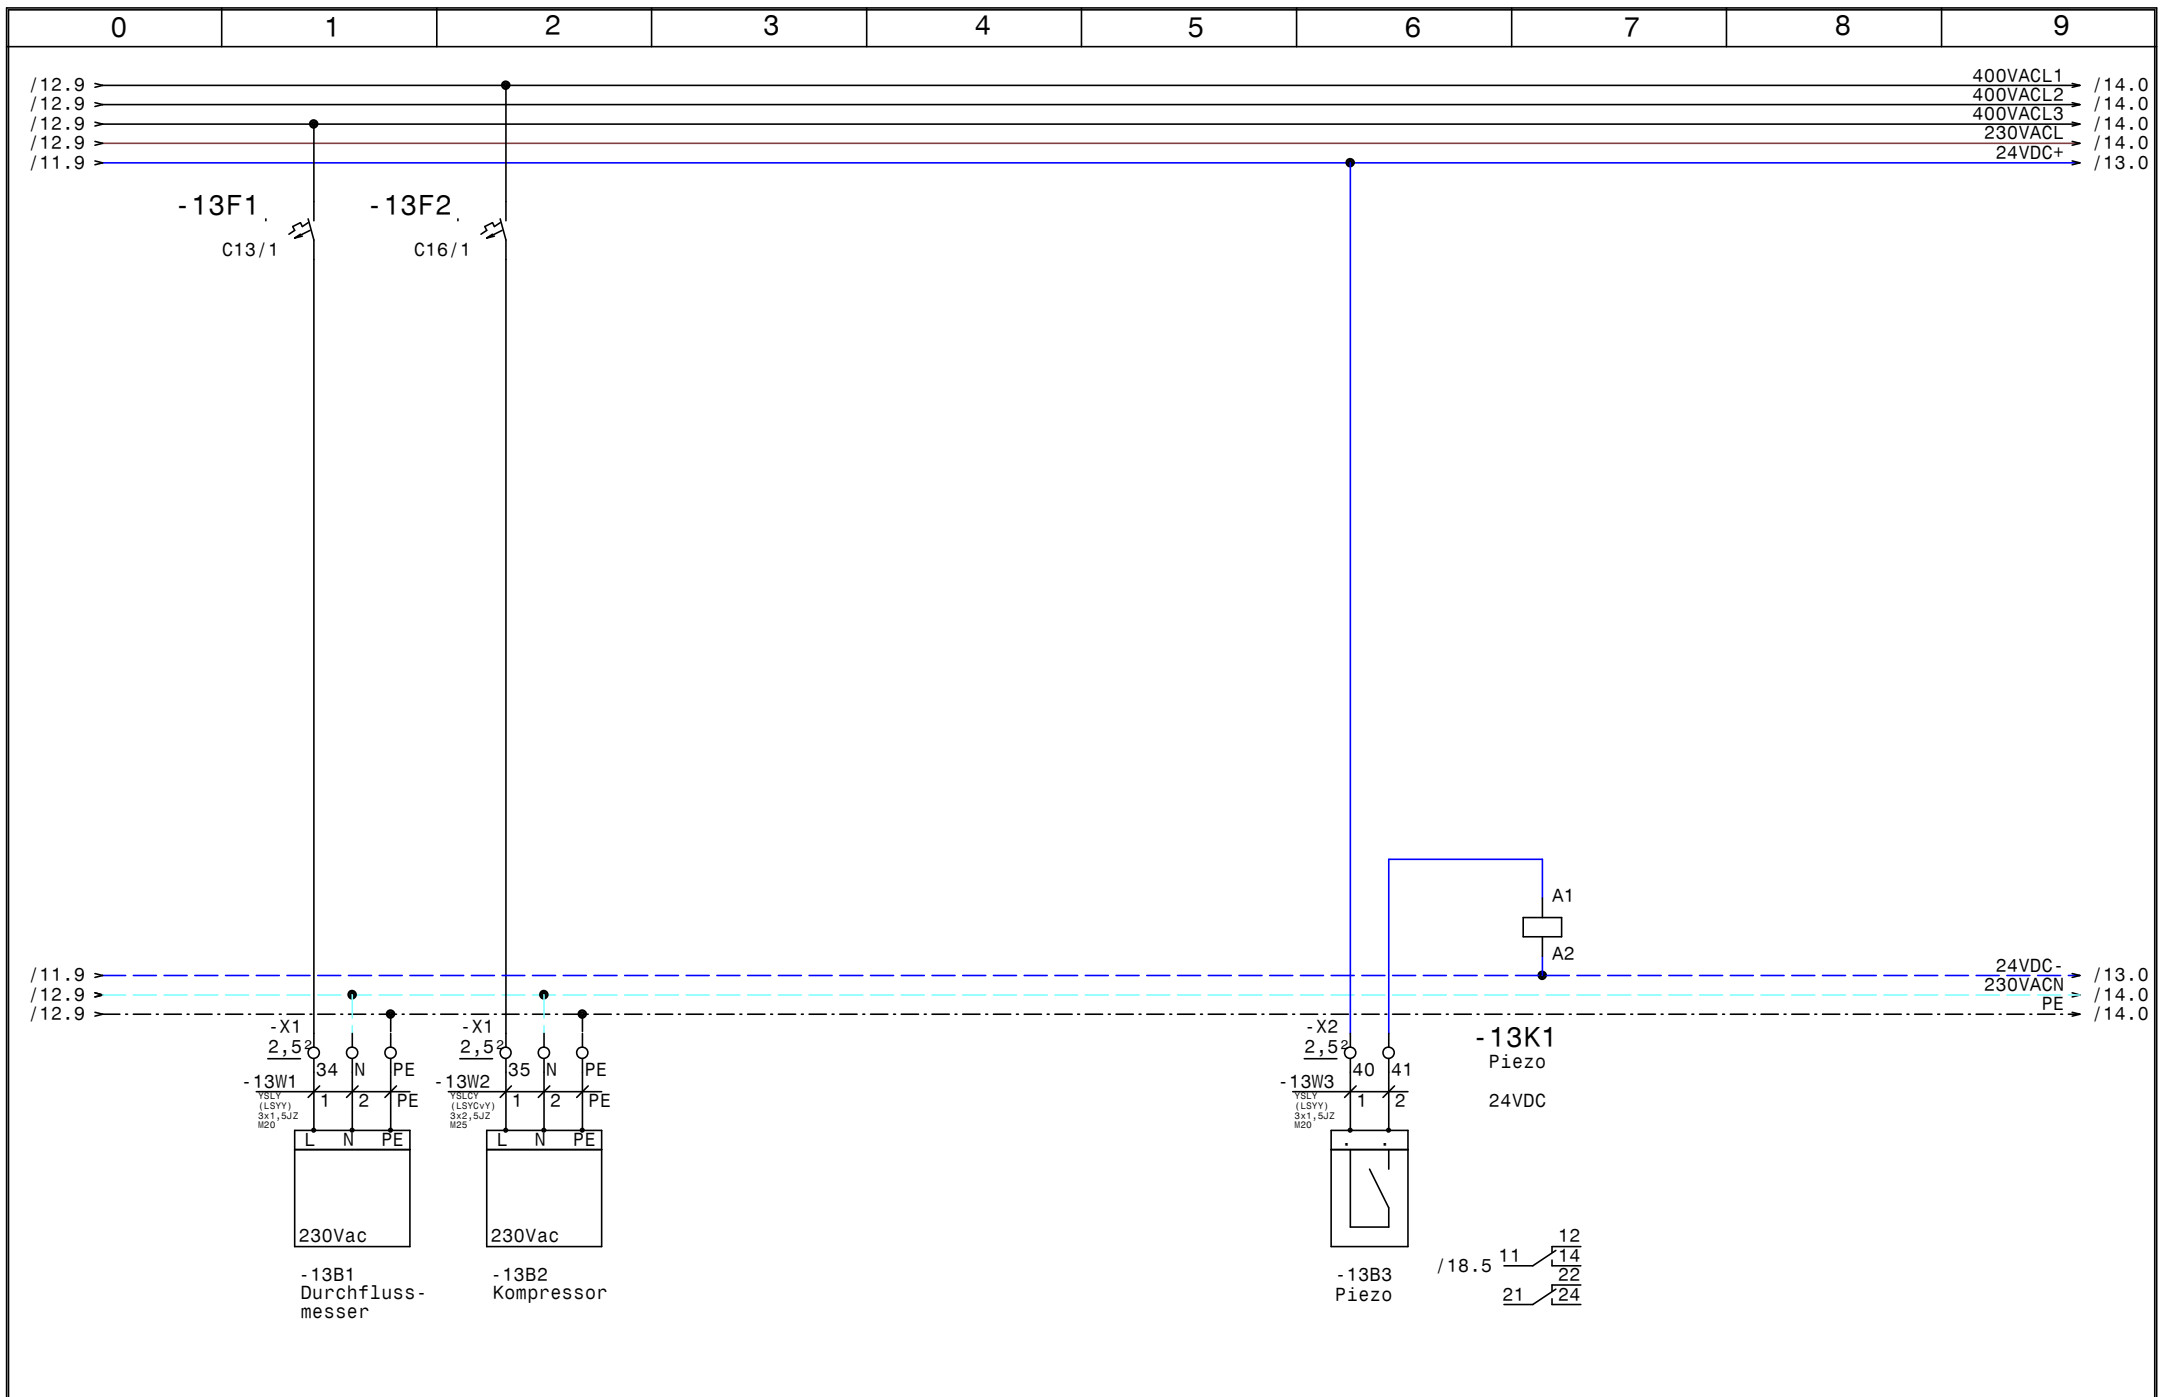 0 1 2 3 4 5 6 7 8 9
/12.9 400VACL1 /14.0
/12.9 400VACL2 /14.0
/12.9 400VACL3 /14.0
/12.9 230VACL /14.0
/11.9 24VDC+ /13.0
-13F1 -13F2
C13/1 C16/1
A1
A2
/11.9 24VDC- /13.0
/12.9 230VACN /14.0
/12.9 PE /14.0
-X1
2,5²
34 N PE
-13W1
YSLY
(LSYY)
3x1,5JZ
M20
1 2 PE
L N PE
230Vac
-13B1
Durchfluss-
messer
-X1
2,5²
35 N PE
-13W2
YSLCY
(LSYCvY)
3x2,5JZ
M25
1 2 PE
L N PE
230Vac
-13B2
Kompressor
-X2
2,5²
40 41
-13W3
YSLY
(LSYY)
3x1,5JZ
M20
1 2
-13B3
Piezo
-13K1
Piezo
24VDC
12
/18.5 11 14
22
21 24